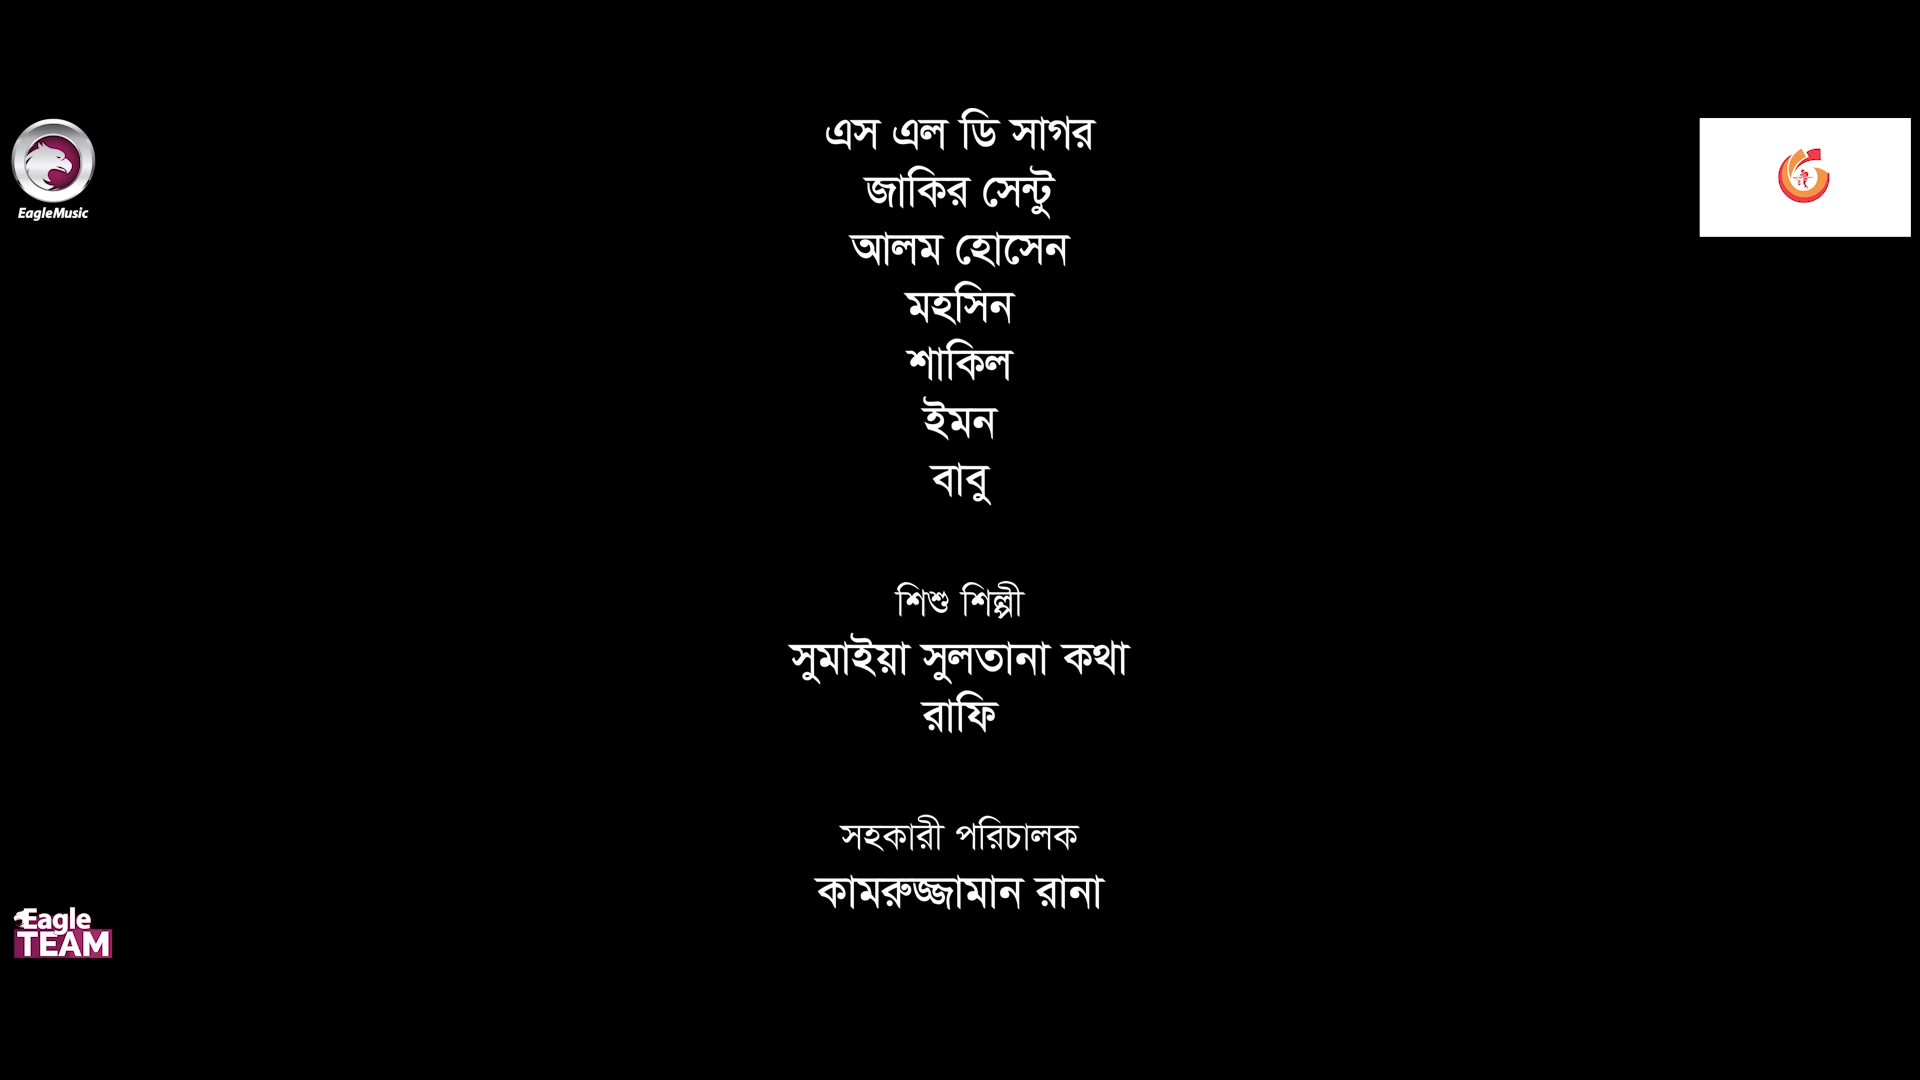 এস এল ডি সাগর
জাকির সেন্টু
আলম হোসেন
মহসিন
শাকিল
ইমন
বাবু
শিশু শিল্পী
সুমাইয়া সুলতানা কথা
রাফি
সহকারী পরিচালক
কামরুজ্জামান রানা
EagleMusic
Eagle
TEAM